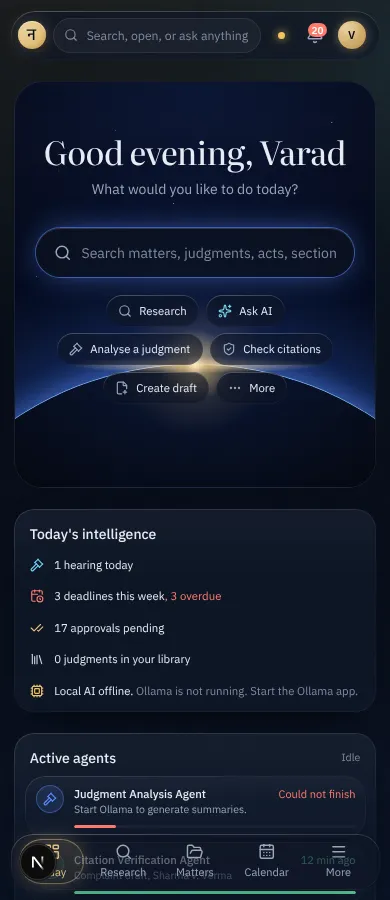 न
Search, open, or ask anything
20
V
Good evening, Varad
What would you like to do today?
Search matters, judgments, acts, section
Research
Ask AI
Analyse a judgment
Check citations
Create draft
More
Today's intelligence
1 hearing today
3 deadlines this week, 3 overdue
17 approvals pending
0 judgments in your library
Local AI offline. Ollama is not running. Start the Ollama app.
Active agents
Idle
Judgment Analysis Agent
Could not finish
Start Ollama to generate summaries.
Citation Verification Agent
12 min ago
N
Research
Matters
Calendar
More